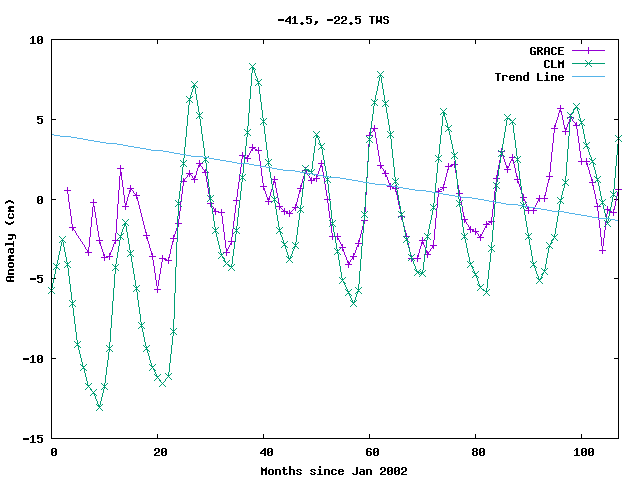 -41.5, -22.5 TWS
GRACE
CLM
Trend Line
10
5
0
-5
-10
-15
Anomaly (cm)
0 20 40 60 80 100
Months since Jan 2002